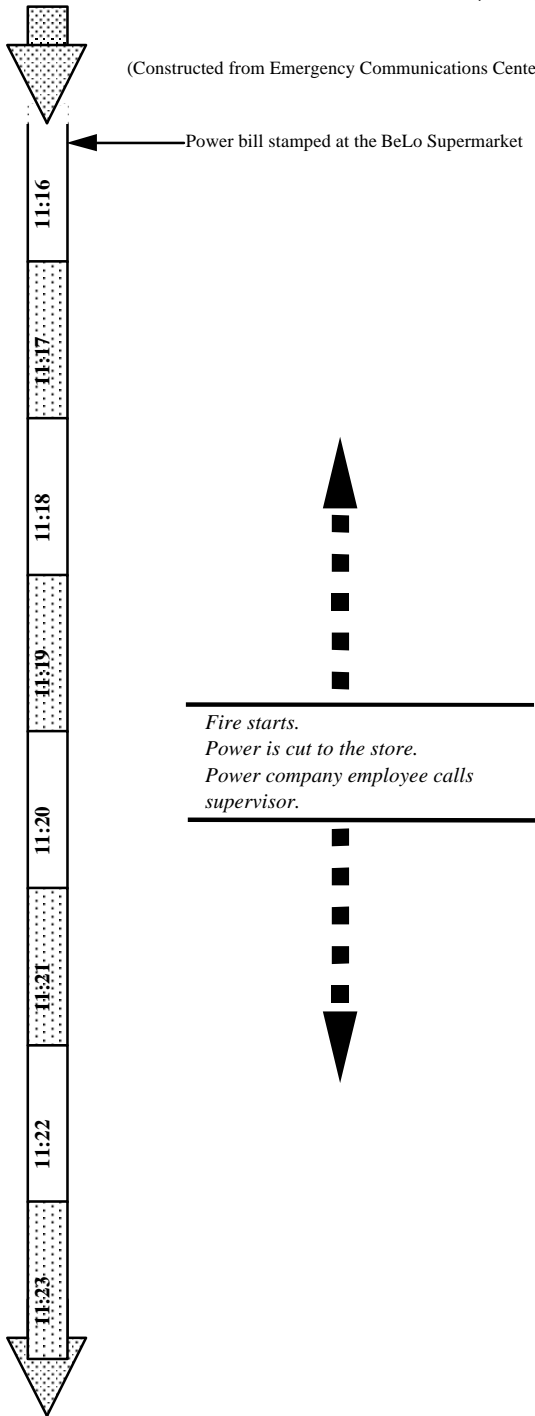 (Constructed from Emergency Communications Cente
Power bill stamped at the BeLo Supermarket
11:16
11:17
11:18
11:19
Fire starts.
Power is cut to the store.
Power company employee calls
supervisor.
11:20
11:21
11:22
11:23